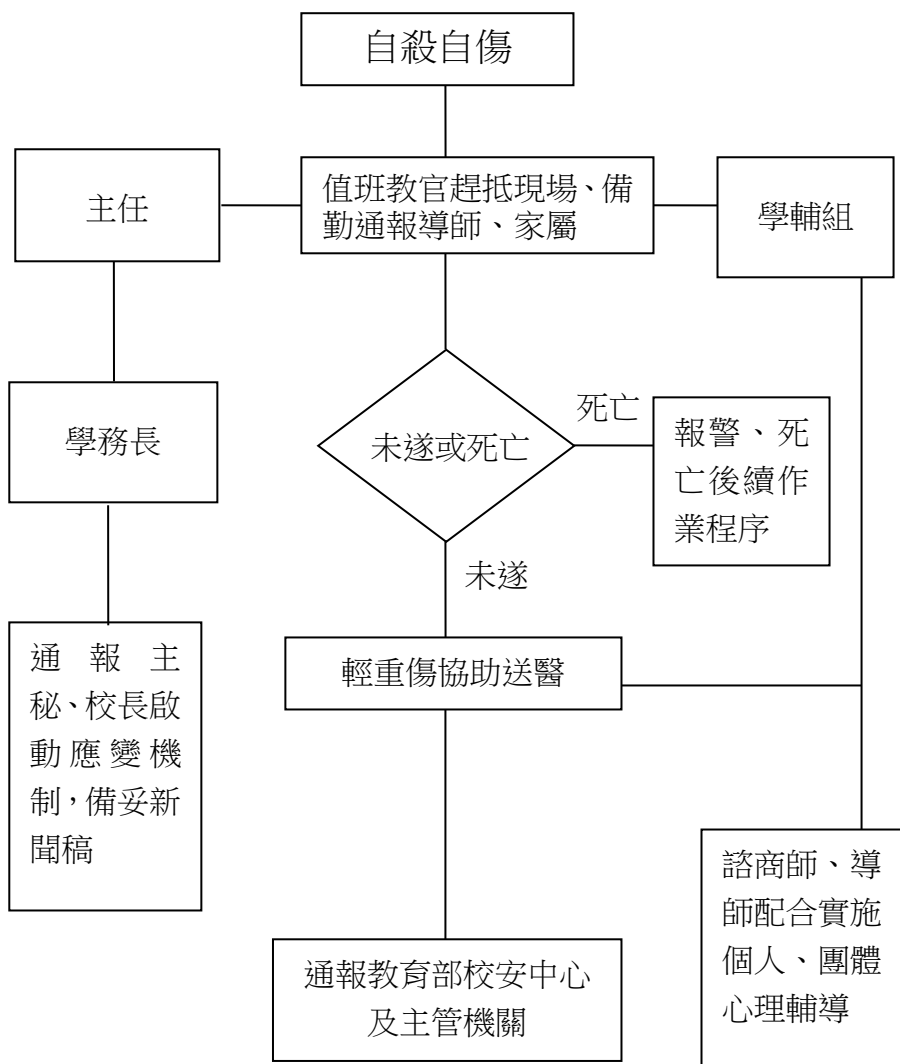 自殺自傷
主任
值班教官趕抵現場、備
勤通報導師、家屬
學輔組
學務長
未遂或死亡
死亡
報警、死
亡後續作
業程序
未遂
通報主
秘、校長啟
動應變機
制，備妥新
聞稿
輕重傷協助送醫
諮商師、導
師配合實施
個人、團體
心理輔導
通報教育部校安中心
及主管機關